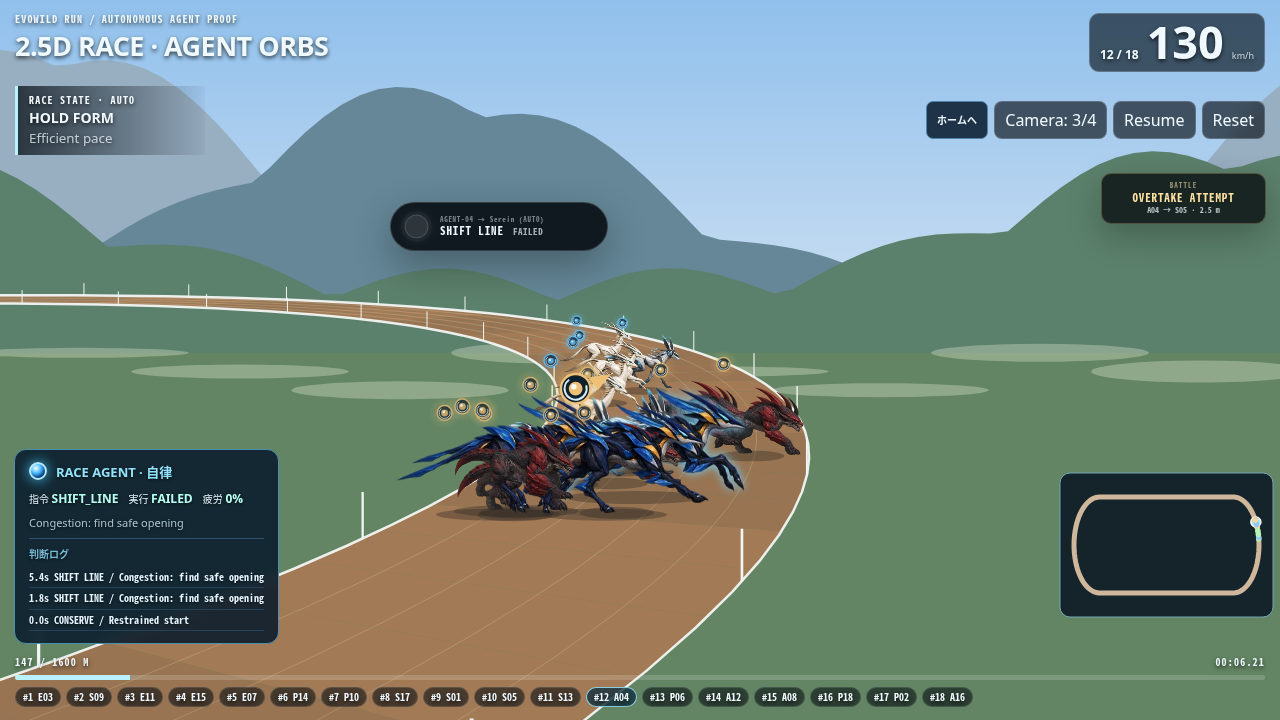 EVOWILD RUN / AUTONOMOUS AGENT PROOF
2.5D RACE · AGENT ORBS
12 / 18 130 km/h
RACE STATE · AUTO
HOLD FORM
Efficient pace
ホームへ Camera: 3/4 Resume Reset
BATTLE
OVERTAKE ATTEMPT
A04 → S05 · 2.5 m
AGENT-04 → Serein (AUTO)
SHIFT LINE FAILED
RACE AGENT · 自律
指令 SHIFT_LINE 実行 FAILED 疲労 0%
Congestion: find safe opening
判断ログ
5.4s SHIFT LINE / Congestion: find safe opening
1.8s SHIFT LINE / Congestion: find safe opening
0.0s CONSERVE / Restrained start
147 / 1600 M
00:06.21
#1 E03 #2 S09 #3 E11 #4 E15 #5 E07 #6 P14 #7 P10 #8 S17 #9 S01 #10 S05 #11 S13 #12 A04 #13 P06 #14 A12 #15 A08 #16 P18 #17 P02 #18 A16